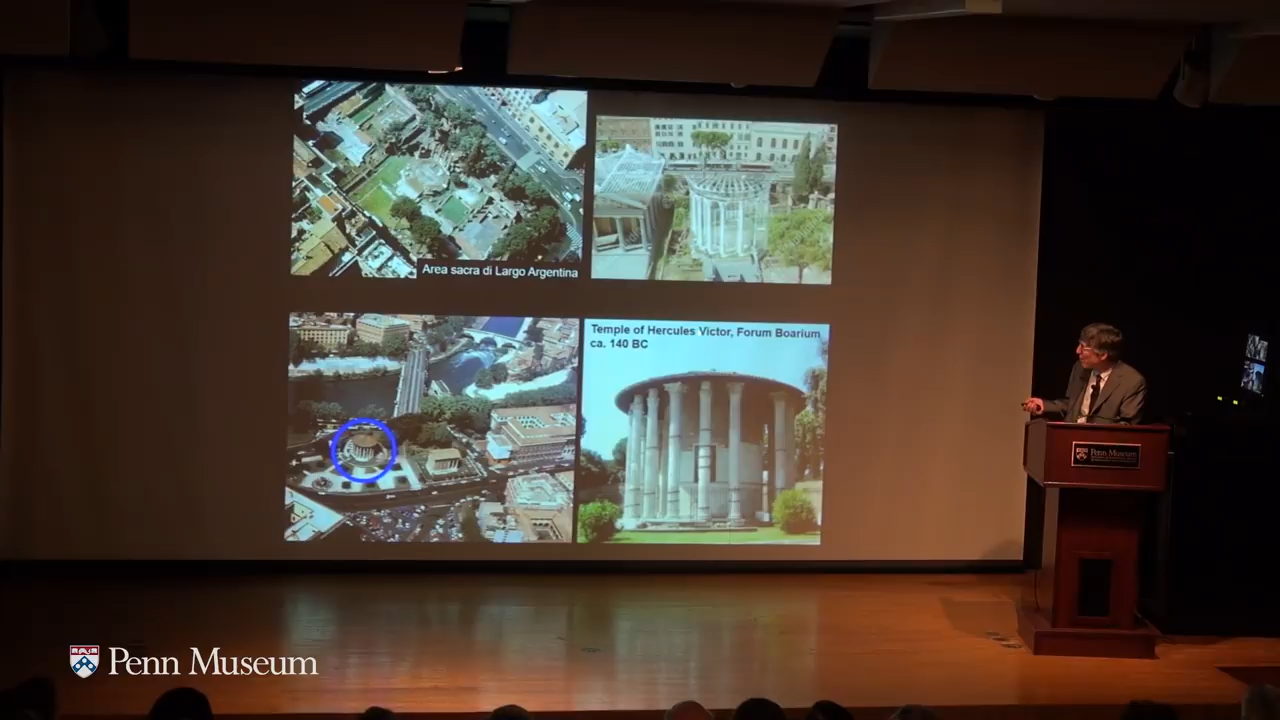 Area sacra di Largo Argentina
Temple of Hercules Victor, Forum Boarium
ca. 140 BC
Penn Museum
Penn Museum